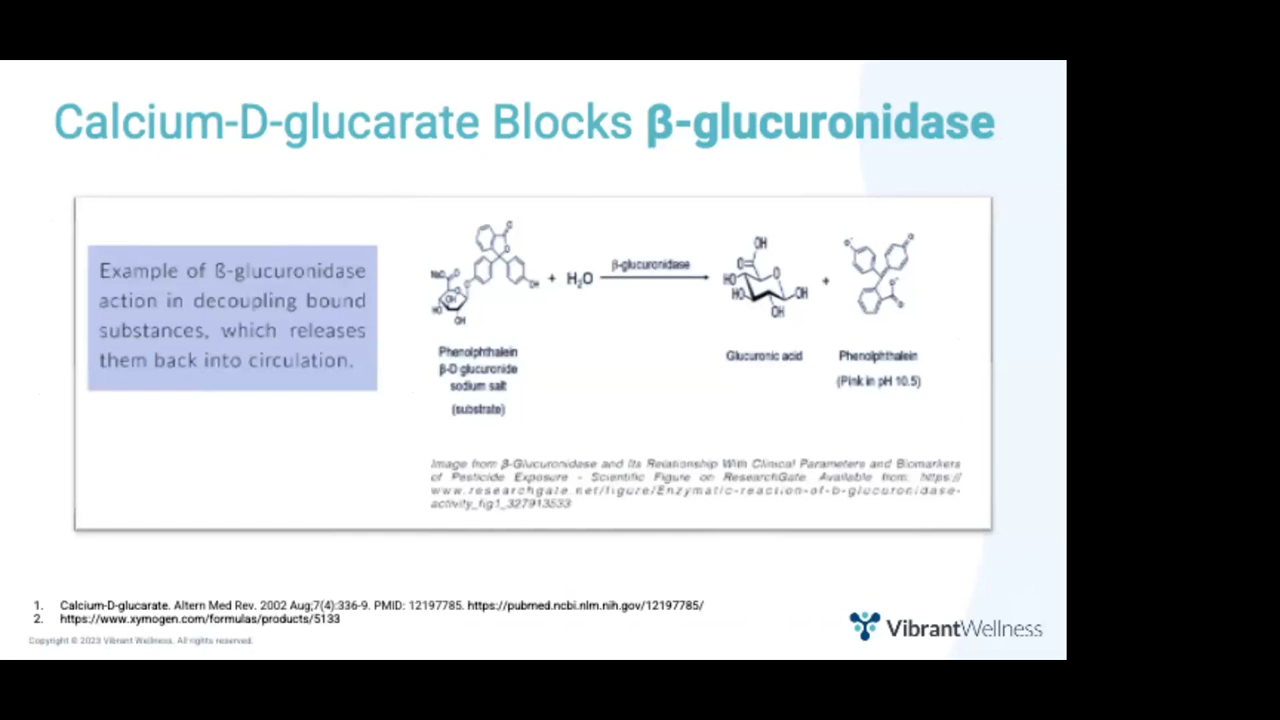 Calcium-D-glucarate Blocks β-glucuronidase
Example of ß-glucuronidase
action in decoupling bound
substances, which releases
them back into circulation.
+ H₂O
β-glucuronidase
+
Phenolphthalein
β-D glucuronide
sodium salt
(substrate)
Glucuronic acid
Phenolphthalein
(Pink in pH 10.5)
Image from β-Glucuronidase and Its Relationship With Clinical Parameters and Biomarkers
of Pesticide Exposure - Scientific Figure on ResearchGate. Available from: https://
www.researchgate.net/figure/Enzymatic-reaction-of-b-glucuronidase-
activity_fig1_327913533
1. Calcium-D-glucarate. Altern Med Rev. 2002 Aug;7(4):336-9. PMID: 12197785. https://pubmed.ncbi.nlm.nih.gov/12197785/
2. https://www.xymogen.com/formulas/products/5133
Copyright © 2023 Vibrant Wellness. All rights reserved.
VibrantWellness